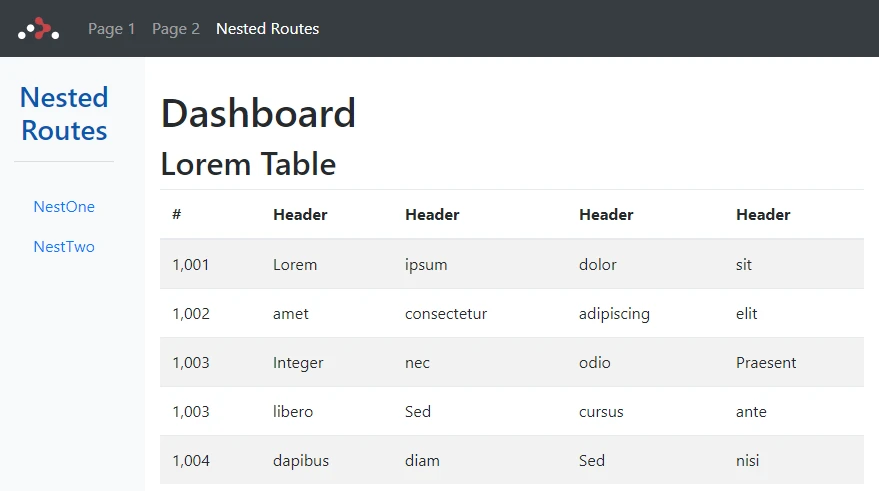 Page 1 Page 2 Nested Routes
Nested
Routes
NestOne
NestTwo
Dashboard
Lorem Table
# Header Header Header Header
1,001 Lorem ipsum dolor sit
1,002 amet consectetur adipiscing elit
1,003 Integer nec odio Praesent
1,003 libero Sed cursus ante
1,004 dapibus diam Sed nisi